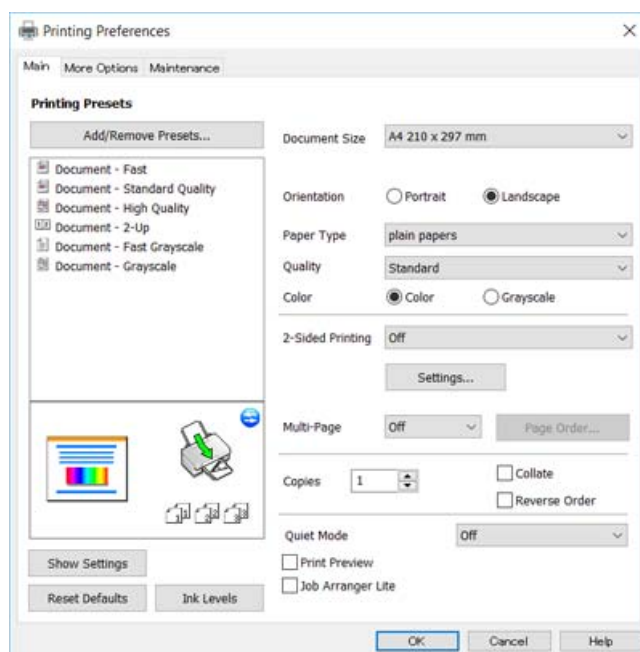 Printing Preferences
Main More Options Maintenance
Printing Presets
Add/Remove Presets...
Document - Fast
Document - Standard Quality
Document - High Quality
Document - 2-Up
Document - Fast Grayscale
Document - Grayscale
Show Settings
Reset Defaults Ink Levels
Document Size A4 210 x 297 mm
Orientation Portrait Landscape
Paper Type plain papers
Quality Standard
Color Color Grayscale
2-Sided Printing Off
Settings...
Multi-Page Off Page Order...
Copies 1 Collate
Reverse Order
Quiet Mode Off
Print Preview
Job Arranger Lite
OK Cancel Help